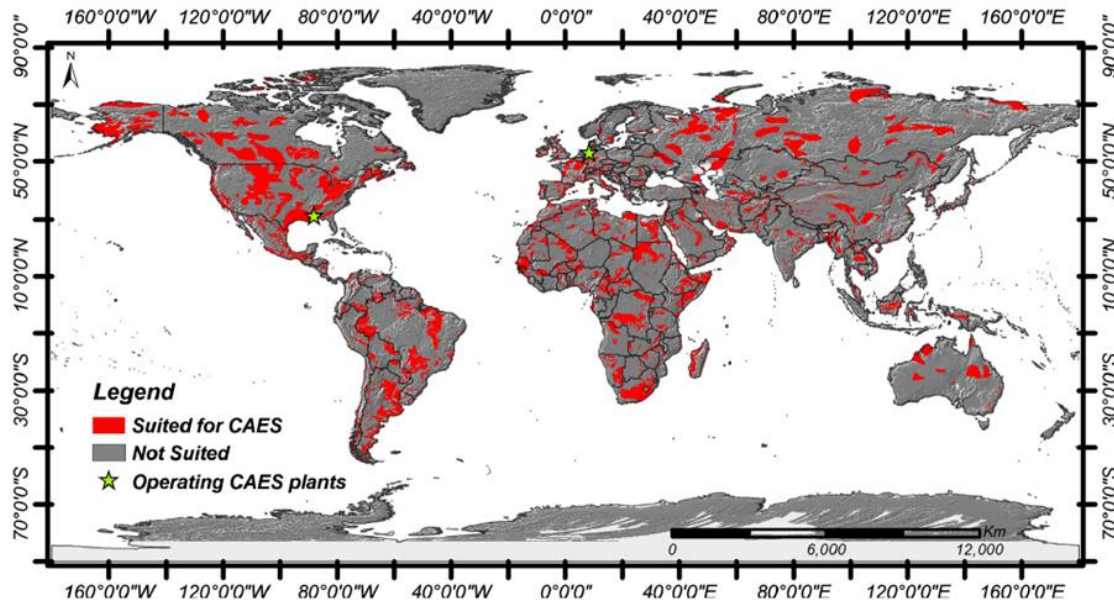 160°0'0"W 120°0'0"W 80°0'0"W 40°0'0"W 0°0'0"E 40°0'0"E 80°0'0"E 120°0'0"E 160°0'0"E
90°0'0" 90°0'0"
N
50°0'0"N 50°0'0"N
10°0'0"N 10°0'0"N
30°0'0"S 30°0'0"S
70°0'0"S 70°0'0"S
Legend
Suited for CAES
Not Suited
Operating CAES plants
Km
0 6,000 12,000
160°0'0"W 120°0'0"W 80°0'0"W 40°0'0"W 0°0'0"E 40°0'0"E 80°0'0"E 120°0'0"E 160°0'0"E